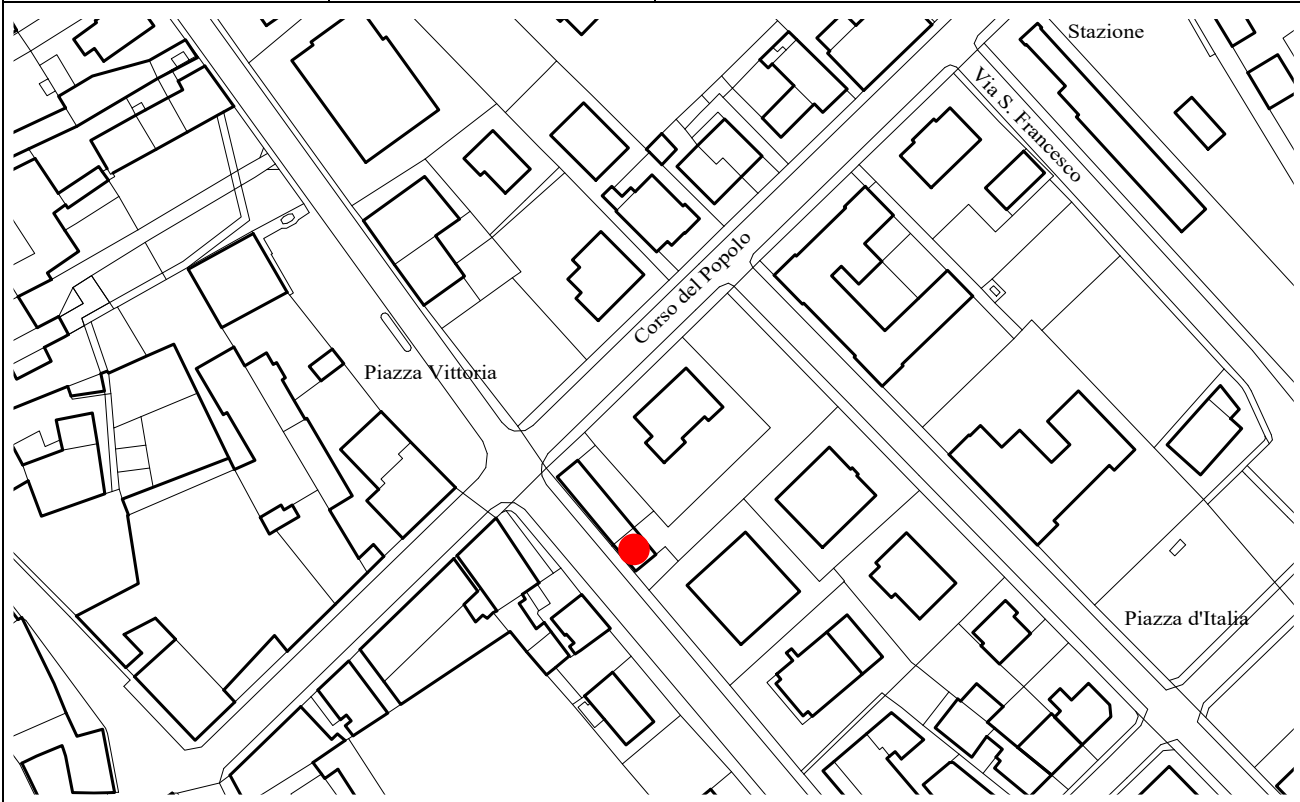 Stazione
Via S. Francesco
Corso del Popolo
Piazza Vittoria
Piazza d'Italia